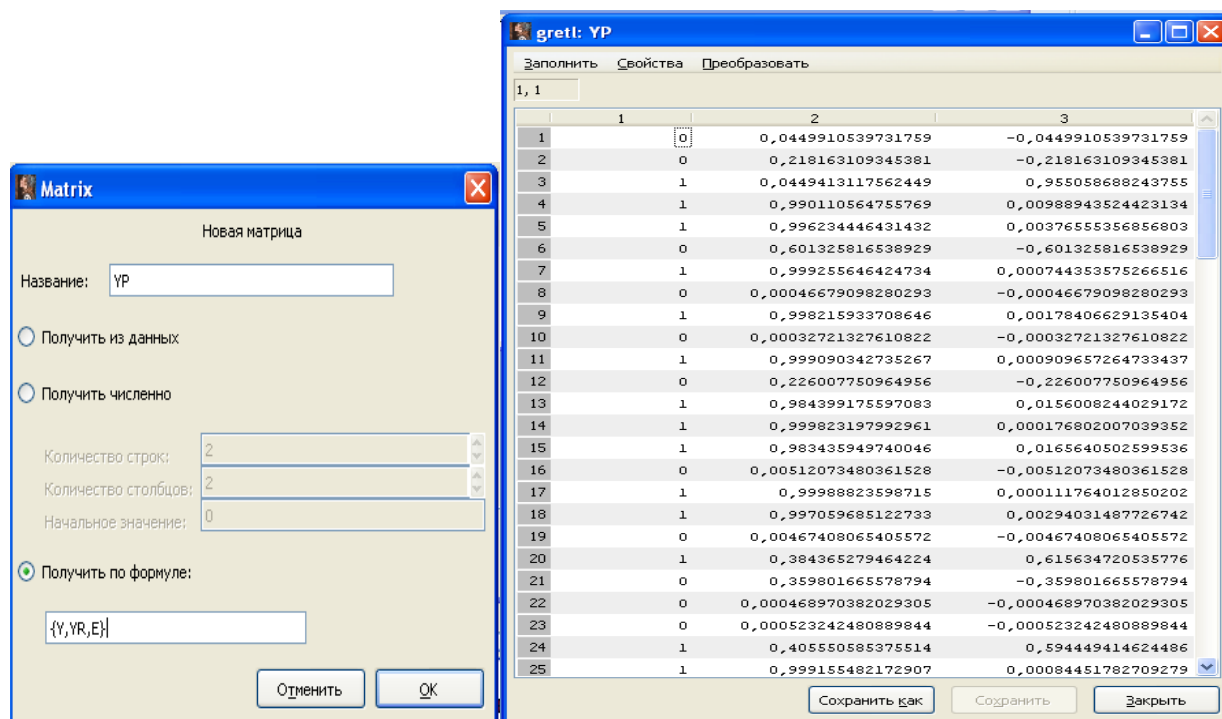 Matrix
Новая матрица
Название: YP
Получить из данных
Получить численно
Количество строк: 2
Количество столбцов: 2
Начальное значение: 0
Получить по формуле:
{Y,YR,E}
Отменить OK
gretl: YP
Заполнить Свойства Преобразовать
1, 1
1 2 3
1 0 0,0449910539731759 -0,0449910539731759
2 0 0,218163109345381 -0,218163109345381
3 1 0,0449413117562449 0,955058688243755
4 1 0,990110564755769 0,00988943524423134
5 1 0,996234446431432 0,00376555356856803
6 0 0,601325816538929 -0,601325816538929
7 1 0,999255646424734 0,000744353575266516
8 0 0,00046679098280293 -0,00046679098280293
9 1 0,998215933708646 0,00178406629135404
10 0 0,00032721327610822 -0,00032721327610822
11 1 0,999090342735267 0,000909657264733437
12 0 0,226007750964956 -0,226007750964956
13 1 0,984399175597083 0,0156008244029172
14 1 0,999823197992961 0,000176802007039352
15 1 0,983435949740046 0,0165640502599536
16 0 0,00512073480361528 -0,00512073480361528
17 1 0,99988823598715 0,000111764012850202
18 1 0,997059685122733 0,00294031487726742
19 0 0,00467408065405572 -0,00467408065405572
20 1 0,384365279464224 0,615634720535776
21 0 0,359801665578794 -0,359801665578794
22 0 0,000468970382029305 -0,000468970382029305
23 0 0,000523242480889844 -0,000523242480889844
24 1 0,405550585375514 0,594449414624486
25 1 0,999155482172907 0,00084451782709279
Сохранить как Сохранить Закрыть